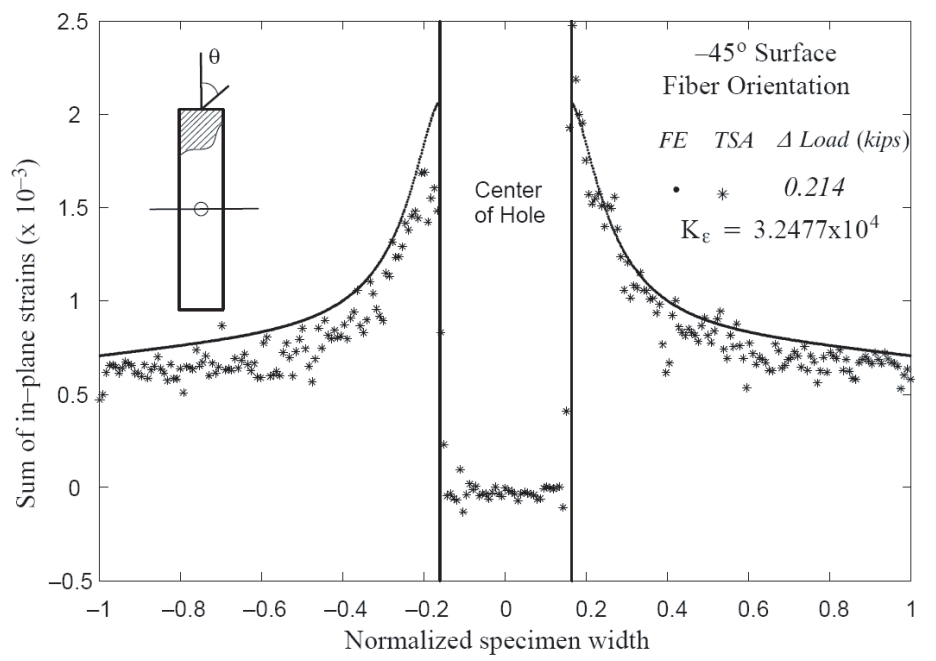 2.5
2
1.5
1
0.5
0
–0.5
Sum of in–plane strains (x 10⁻³)
θ
Center
of Hole
–45° Surface
Fiber Orientation
FE TSA Δ Load (kips)
• * 0.214
Kε = 3.2477x10⁴
–1 –0.8 –0.6 –0.4 –0.2 0 0.2 0.4 0.6 0.8 1
Normalized specimen width